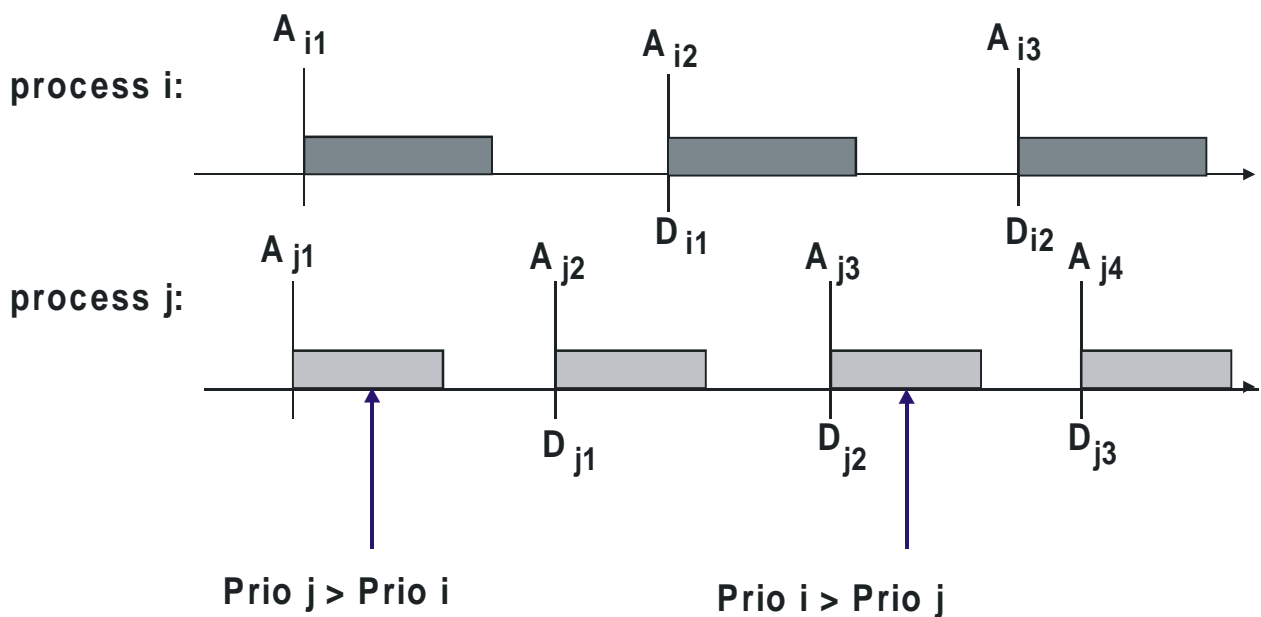 A i1
A i2
A i3
process i:
D i1
D i2
A j1
A j2
A j3
A j4
process j:
D j1
D j2
D j3
Prio j > Prio i
Prio i > Prio j